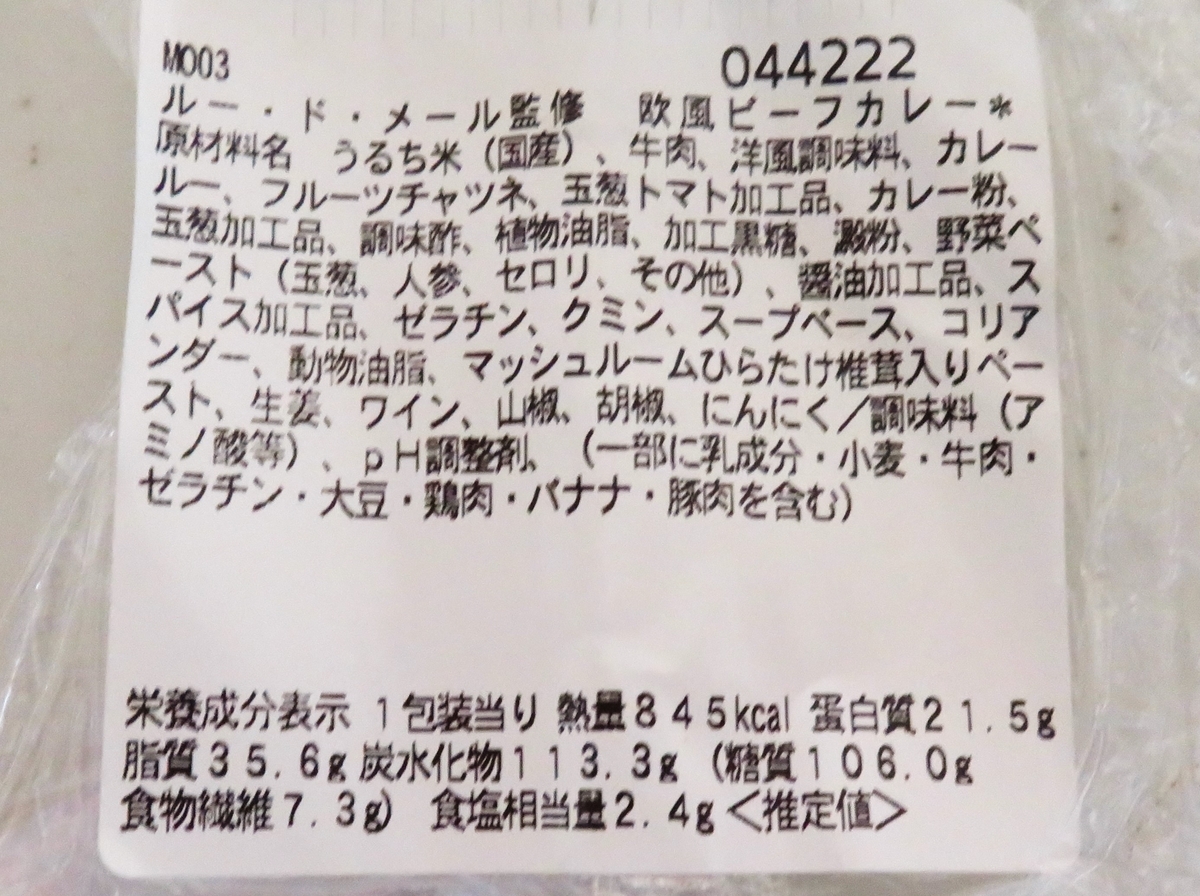 M003 044222
ルー・ド・メール監修 欧風ビーフカレー*
原材料名 うるち米（国産）、牛肉、洋風調味料、カレー
ルー、フルーツチャツネ、玉葱トマト加工品、カレー粉、
玉葱加工品、調味酢、植物油脂、加工黒糖、澱粉、野菜ペ
ースト（玉葱、人参、セロリ、その他）、醤油加工品、ス
パイス加工品、ゼラチン、クミン、スープベース、コリア
ンダー、動物油脂、マッシュルームひらたけ椎茸入りペー
スト、生姜、ワイン、山椒、胡椒、にんにく／調味料（ア
ミノ酸等）、ｐＨ調整剤、（一部に乳成分・小麦・牛肉・
ゼラチン・大豆・鶏肉・バナナ・豚肉を含む）
栄養成分表示 １包装当り 熱量８４５kcal 蛋白質２１.５g
脂質３５.６g 炭水化物１１３.３g（糖質１０６.０g
食物繊維７.３g） 食塩相当量２.４g＜推定値＞